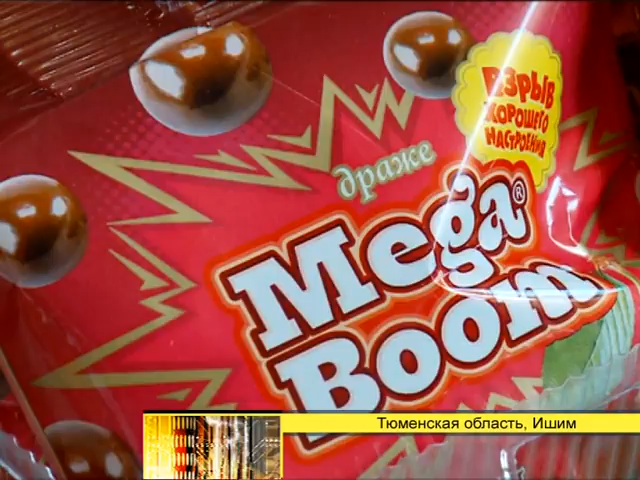 ВЗРЫВ
ХОРОШЕГО
НАСТРОЕНИЯ
драже
Mega®
Boom
Тюменская область, Ишим